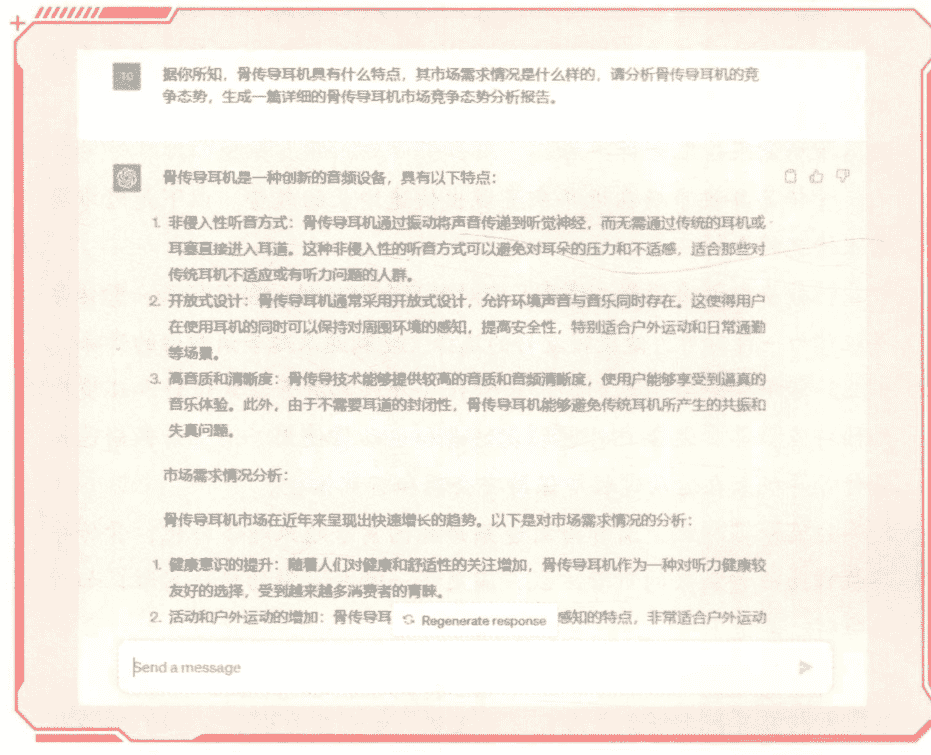 10
据你所知，骨传导耳机具有什么特点，其市场需求情况是什么样的，请分析骨传导耳机的竞
争态势，生成一篇详细的骨传导耳机市场竞争态势分析报告。
骨传导耳机是一种创新的音频设备，具有以下特点：
1. 非侵入性听音方式：骨传导耳机通过振动将声音传递到听觉神经，而无需通过传统的耳机或
耳塞直接进入耳道。这种非侵入性的听音方式可以避免对耳朵的压力和不适感，适合那些对
传统耳机不适应或有听力问题的人群。
2. 开放式设计：骨传导耳机通常采用开放式设计，允许环境声音与音乐同时存在。这使得用户
在使用耳机的同时可以保持对周围环境的感知，提高安全性，特别适合户外运动和日常通勤
等场景。
3. 高音质和清晰度：骨传导技术能够提供较高的音质和音频清晰度，使用户能够享受到逼真的
音乐体验。此外，由于不需要耳道的封闭性，骨传导耳机能够避免传统耳机所产生的共振和
失真问题。
市场需求情况分析：
骨传导耳机市场在近年来呈现出快速增长的趋势。以下是对市场需求情况的分析：
1. 健康意识的提升：随着人们对健康和舒适性的关注增加，骨传导耳机作为一种对听力健康较
友好的选择，受到越来越多消费者的青睐。
2. 活动和户外运动的增加：骨传导耳 Regenerate response 感知的特点，非常适合户外运动
Send a message